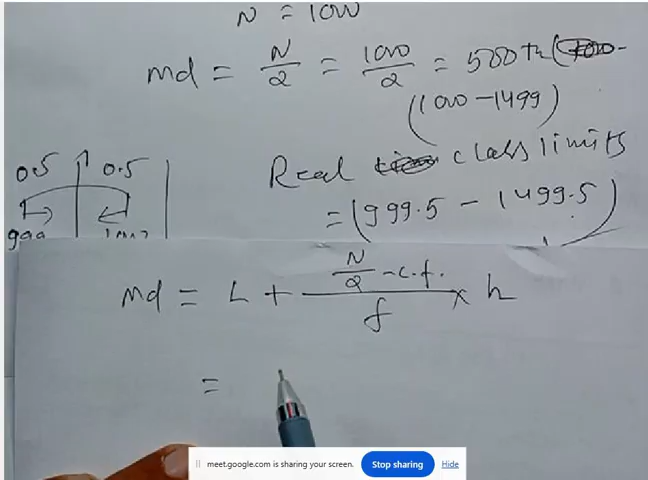 N = 1000
Md = N/2 = 1000/2 = 500th (
(1000 - 1499)
Real class limits
= (999.5 - 1499.5)
0.5 0.5
999
Md = L + (N/2 - c.f.)/f × h
=
meet.google.com is sharing your screen. Stop sharing Hide